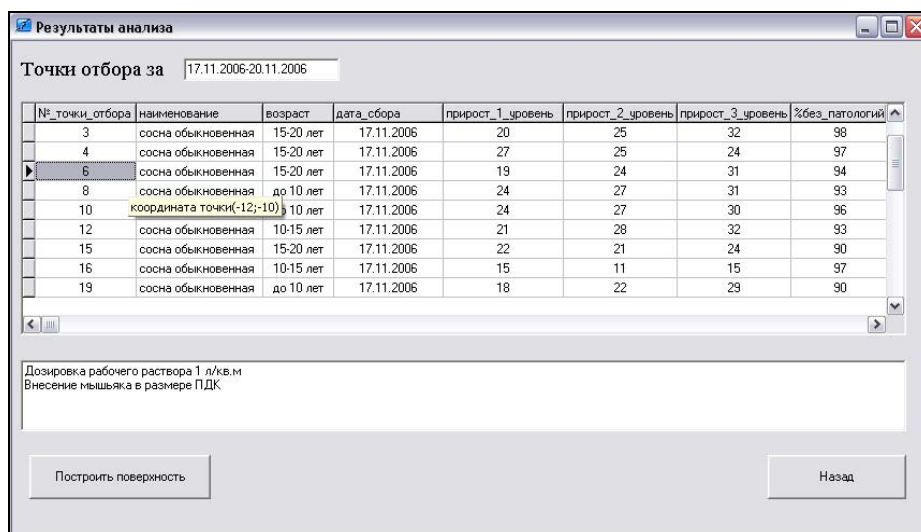 Результаты анализа
Точки отбора за 17.11.2006-20.11.2006
№_точки_отбора наименование возраст дата_сбора прирост_1_уровень прирост_2_уровень прирост_3_уровень %без_патологий
3 сосна обыкновенная 15-20 лет 17.11.2006 20 25 32 98
4 сосна обыкновенная 15-20 лет 17.11.2006 27 25 24 97
6 сосна обыкновенная 15-20 лет 17.11.2006 19 24 31 94
8 сосна обыкновенная до 10 лет 17.11.2006 24 27 31 93
10 координата точки(-12;-10) 10 лет 17.11.2006 24 27 30 96
12 сосна обыкновенная 10-15 лет 17.11.2006 21 28 32 93
15 сосна обыкновенная 15-20 лет 17.11.2006 22 21 24 90
16 сосна обыкновенная 10-15 лет 17.11.2006 15 11 15 97
19 сосна обыкновенная до 10 лет 17.11.2006 18 22 29 90
Дозировка рабочего раствора 1 л/кв.м
Внесение мышьяка в размере ПДК
Построить поверхность Назад